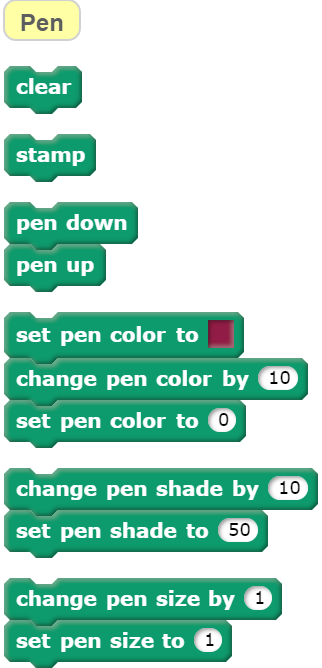 Pen
clear
stamp
pen down
pen up
set pen color to
change pen color by 10
set pen color to 0
change pen shade by 10
set pen shade to 50
change pen size by 1
set pen size to 1